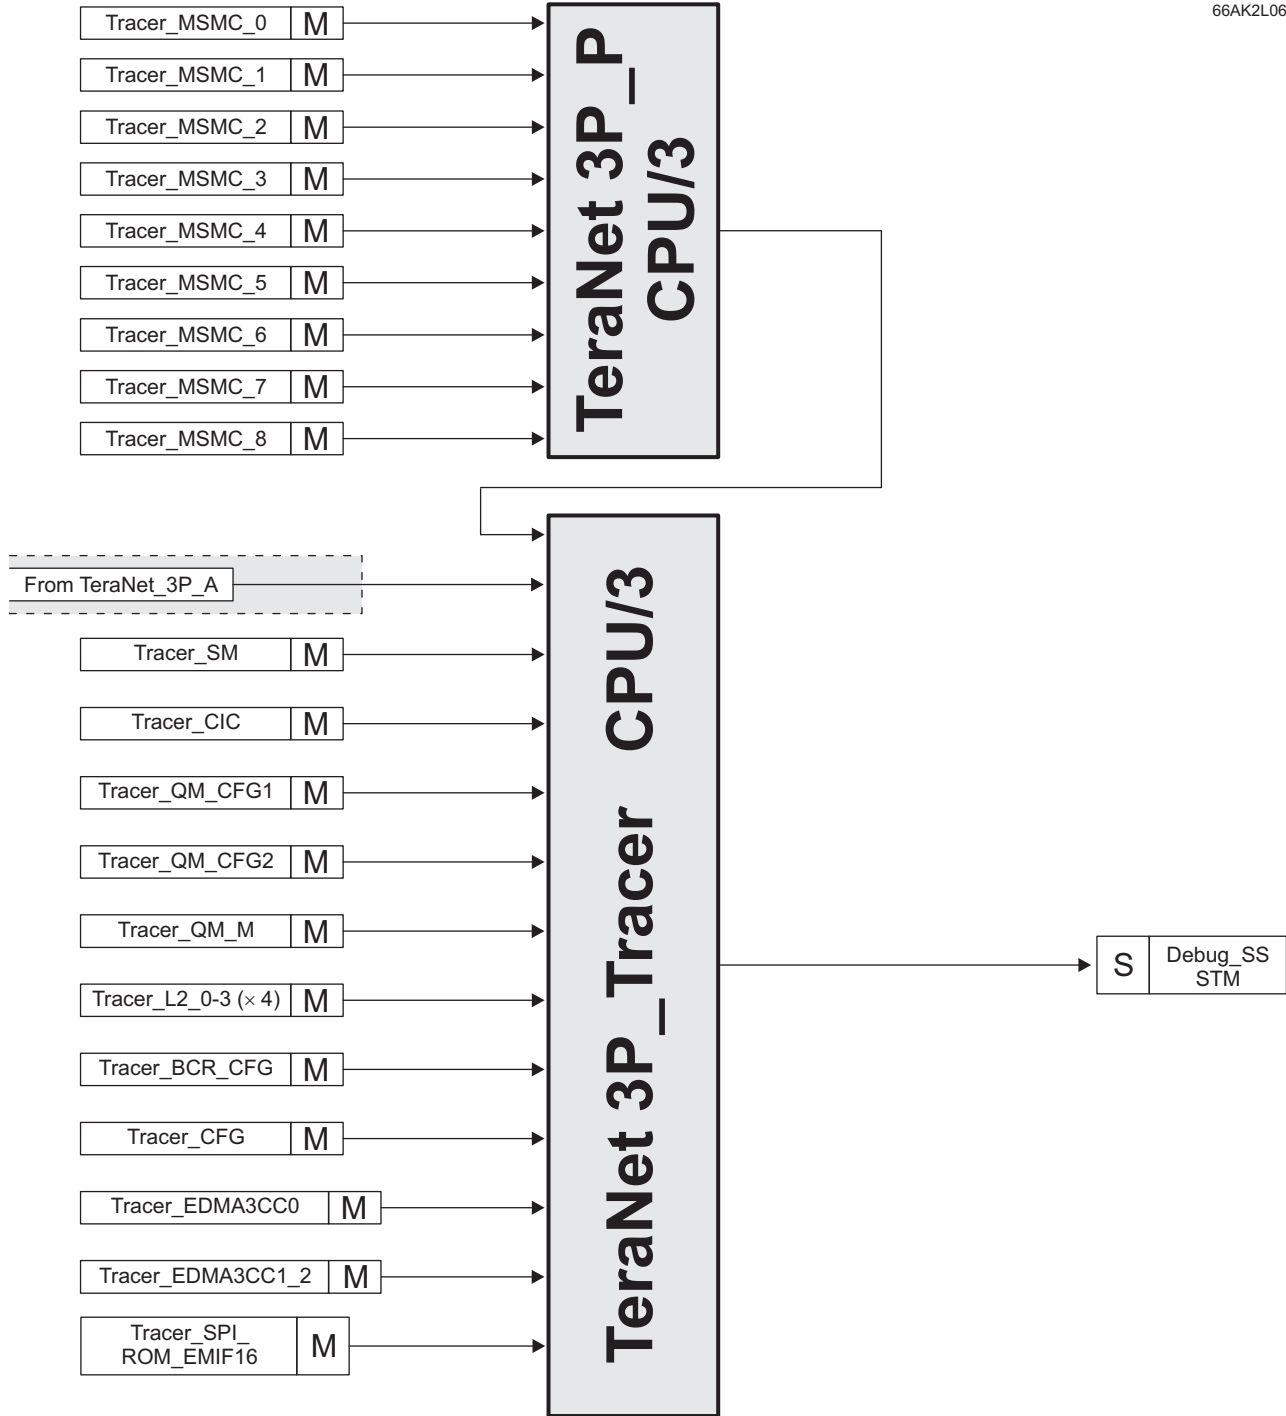 66AK2L06
Tracer_MSMC_0 M
Tracer_MSMC_1 M
Tracer_MSMC_2 M
Tracer_MSMC_3 M
Tracer_MSMC_4 M
Tracer_MSMC_5 M
Tracer_MSMC_6 M
Tracer_MSMC_7 M
Tracer_MSMC_8 M
TeraNet 3P_P
CPU/3
From TeraNet_3P_A
Tracer_SM M
Tracer_CIC M
Tracer_QM_CFG1 M
Tracer_QM_CFG2 M
Tracer_QM_M M
Tracer_L2_0-3 (× 4) M
Tracer_BCR_CFG M
Tracer_CFG M
Tracer_EDMA3CC0 M
Tracer_EDMA3CC1_2 M
Tracer_SPI_
ROM_EMIF16 M
TeraNet 3P_Tracer CPU/3
S Debug_SS
STM